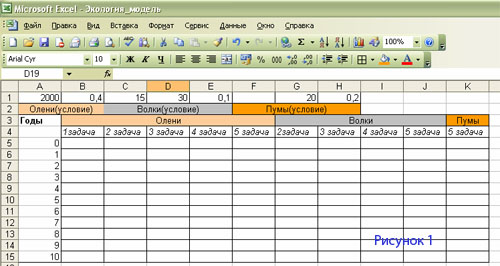 Microsoft Excel - Экология_модель
Файл Правка Вид Вставка Формат Сервис Данные Окно Справка
100%
Arial Cyr 10 Ж К Ч
D19 fx
A B C D E F G H I J K
1 2000 0,4 15 30 0,1 20 0,2
2 Олени(условие) Волки(условие) Пумы(условие)
3 Годы Олени Волки Пумы
4 1задача 2 задача 3 задача 4 задача 5 задача 2задача 3 задача 4 задача 5 задача 5 задача
5 0
6 1
7 2
8 3
9 4
10 5
11 6
12 7
13 8
14 9
15 10
Рисунок 1